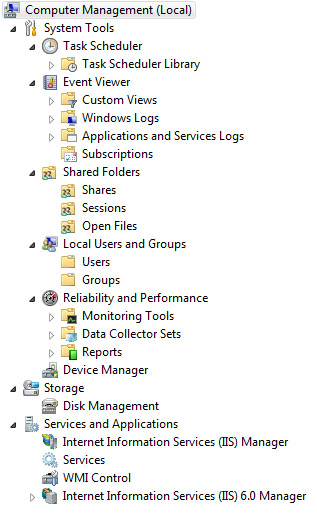 Computer Management (Local)
System Tools
Task Scheduler
Task Scheduler Library
Event Viewer
Custom Views
Windows Logs
Applications and Services Logs
Subscriptions
Shared Folders
Shares
Sessions
Open Files
Local Users and Groups
Users
Groups
Reliability and Performance
Monitoring Tools
Data Collector Sets
Reports
Device Manager
Storage
Disk Management
Services and Applications
Internet Information Services (IIS) Manager
Services
WMI Control
Internet Information Services (IIS) 6.0 Manager